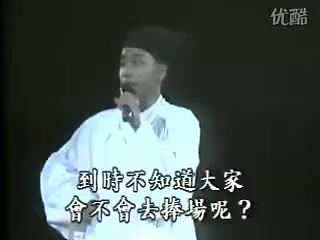 优酷
到時不知道大家
會不會去捧場呢？